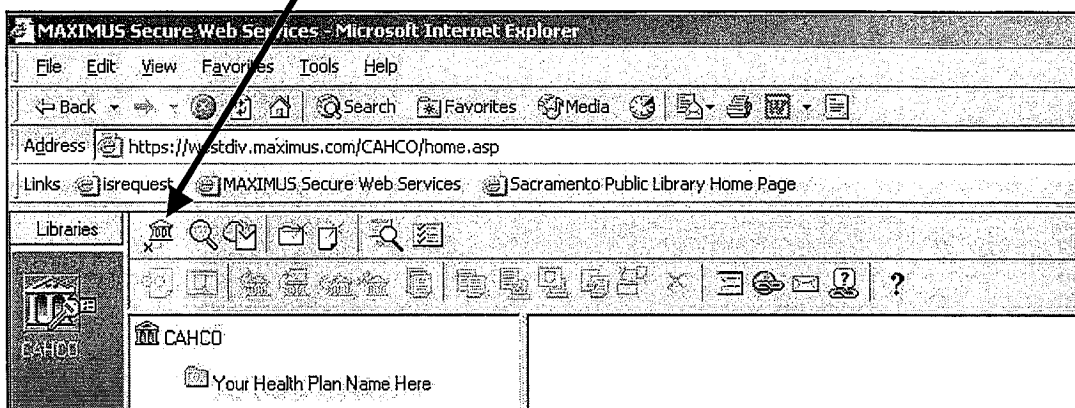 MAXIMUS Secure Web Services - Microsoft Internet Explorer
File Edit View Favorites Tools Help
Back Search Favorites Media
Address https://westdiv.maximus.com/CAHCO/home.asp
Links isrequest MAXIMUS Secure Web Services Sacramento Public Library Home Page
Libraries
?
CAHCO
CAHCO
Your Health Plan Name Here